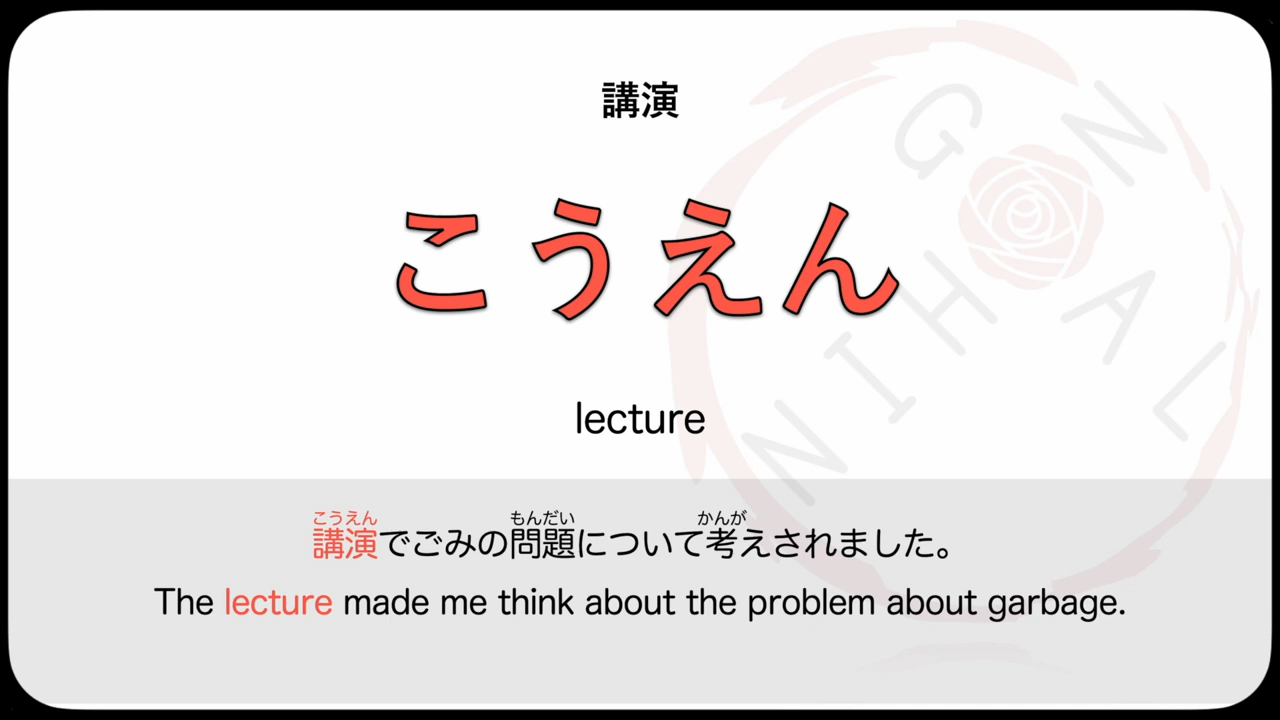 講演
こうえん
lecture
こうえん もんだい かんが
講演でごみの問題について考えされました。
The lecture made me think about the problem about garbage.
NIHON
GAL